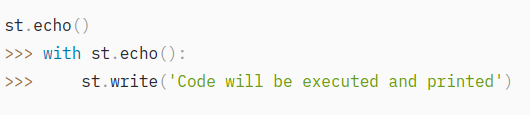 st.echo()
>>> with st.echo():
>>>     st.write('Code will be executed and printed')